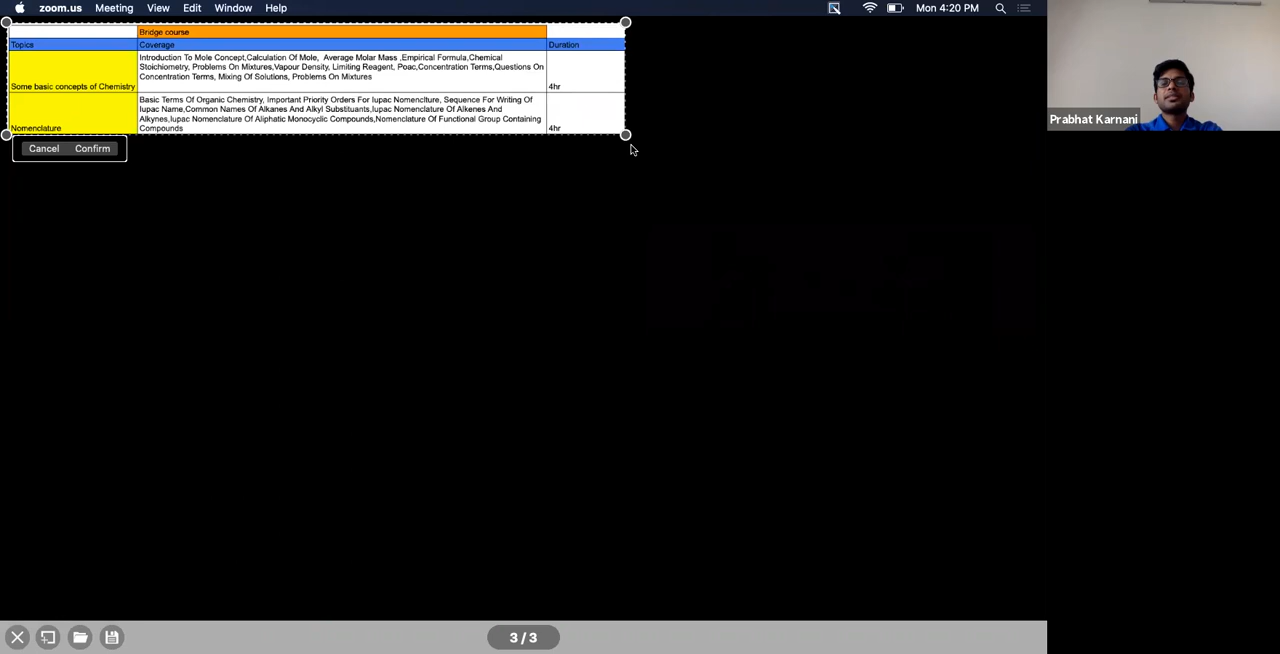 zoom.us Meeting View Edit Window Help Mon 4:20 PM
Bridge course
Topics Coverage Duration
Introduction To Mole Concept,Calculation Of Mole, Average Molar Mass ,Empirical Formula,Chemical
Stoichiometry, Problems On Mixtures,Vapour Density, Limiting Reagent, Poac,Concentration Terms,Questions On
Concentration Terms, Mixing Of Solutions, Problems On Mixtures
Some basic concepts of Chemistry 4hr
Basic Terms Of Organic Chemistry, Important Priority Orders For Iupac Nomenclture, Sequence For Writing Of
Iupac Name,Common Names Of Alkanes And Alkyl Substituants,Iupac Nomenclature Of Alkenes And
Alkynes,Iupac Nomenclature Of Aliphatic Monocyclic Compounds,Nomenclature Of Functional Group Containing
Compounds
Nomenclature 4hr
Cancel Confirm
Prabhat Karnani
3 / 3